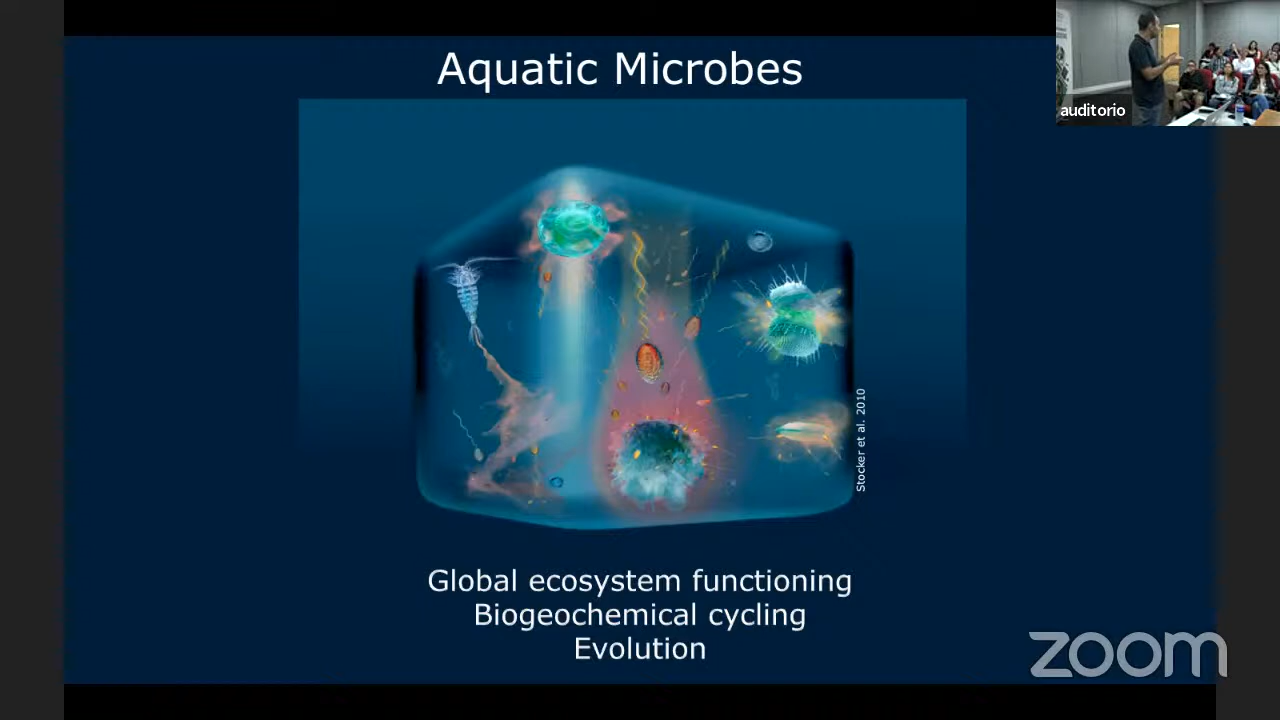 Aquatic Microbes
auditorio
Stocker et al. 2010
Global ecosystem functioning
Biogeochemical cycling
Evolution
zoom